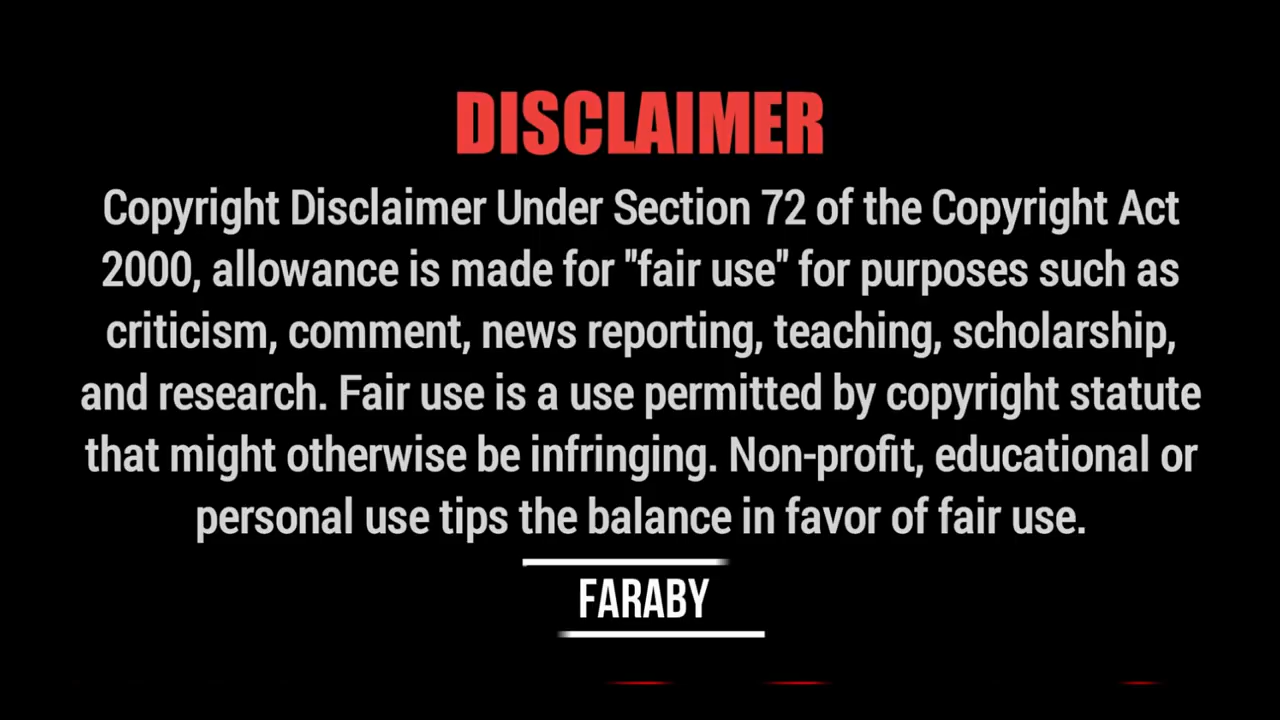 DISCLAIMER
Copyright Disclaimer Under Section 72 of the Copyright Act
2000, allowance is made for "fair use" for purposes such as
criticism, comment, news reporting, teaching, scholarship,
and research. Fair use is a use permitted by copyright statute
that might otherwise be infringing. Non-profit, educational or
personal use tips the balance in favor of fair use.
FARABY